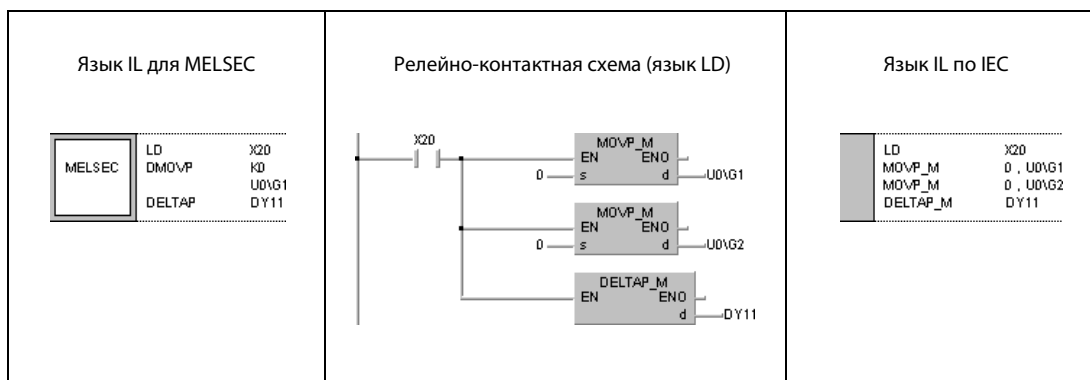 Язык IL для MELSEC
MELSEC
LD X20
DMOVP K0
U0\G1
DELTAP DY11
Релейно-контактная схема (язык LD)
X20
MOVP_M
EN ENO
0 s d U0\G1
MOVP_M
EN ENO
0 s d U0\G2
DELTAP_M
EN ENO
d DY11
Язык IL по IEC
LD X20
MOVP_M 0 , U0\G1
MOVP_M 0 , U0\G2
DELTAP_M DY11